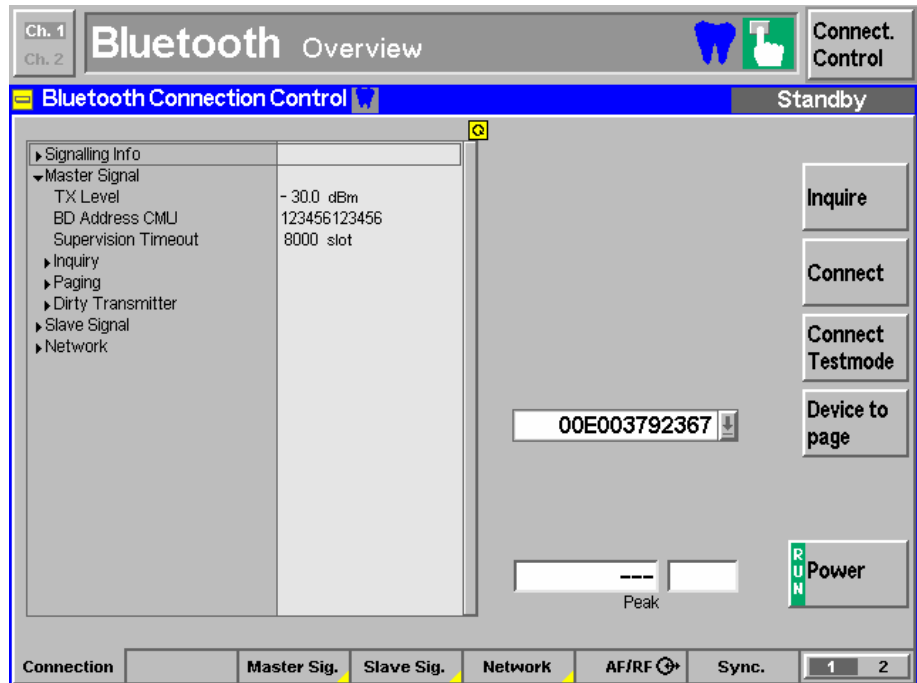 Ch. 1
Ch. 2
Bluetooth Overview
Connect.
Control
Bluetooth Connection Control
Standby
Signalling Info
Master Signal
TX Level - 30.0 dBm
BD Address CMU 123456123456
Supervision Timeout 8000 slot
Inquiry
Paging
Dirty Transmitter
Slave Signal
Network
Inquire
Connect
Connect
Testmode
00E003792367
Device to
page
---
Peak
RUN
Power
Connection Master Sig. Slave Sig. Network AF/RF Sync. 1 2